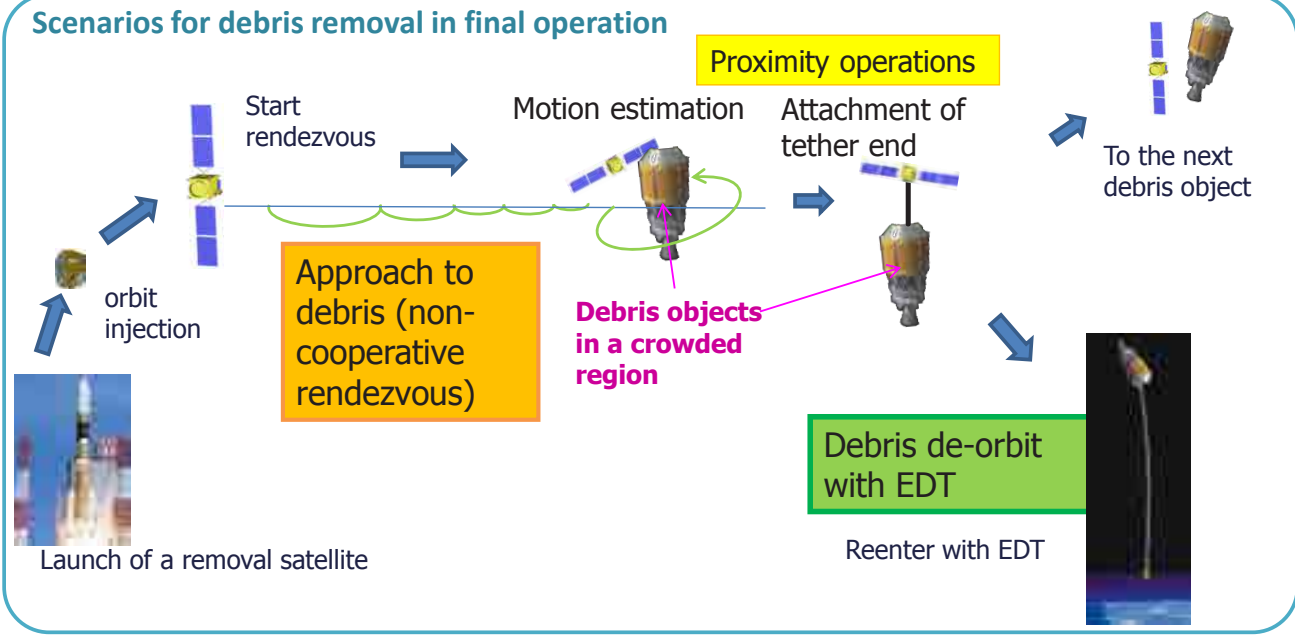 Scenarios for debris removal in final operation
Proximity operations
Start
rendezvous
Motion estimation
Attachment of
tether end
To the next
debris object
orbit
injection
Approach to
debris (non-
cooperative
rendezvous)
Debris objects
in a crowded
region
Debris de-orbit
with EDT
Launch of a removal satellite
Reenter with EDT